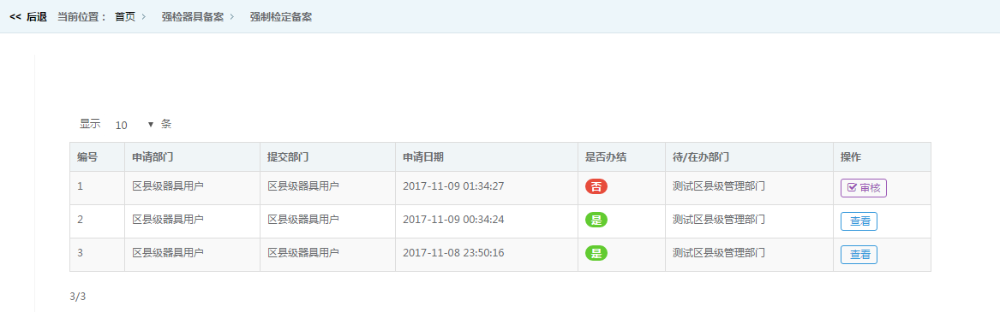 << 后退 当前位置： 首页 > 强检器具备案 > 强制检定备案
显示 10 ▼ 条
编号 申请部门 提交部门 申请日期 是否办结 待/在办部门 操作
1 区县级器具用户 区县级器具用户 2017-11-09 01:34:27 否 测试区县级管理部门 审核
2 区县级器具用户 区县级器具用户 2017-11-09 00:34:24 是 测试区县级管理部门 查看
3 区县级器具用户 区县级器具用户 2017-11-08 23:50:16 是 测试区县级管理部门 查看
3/3